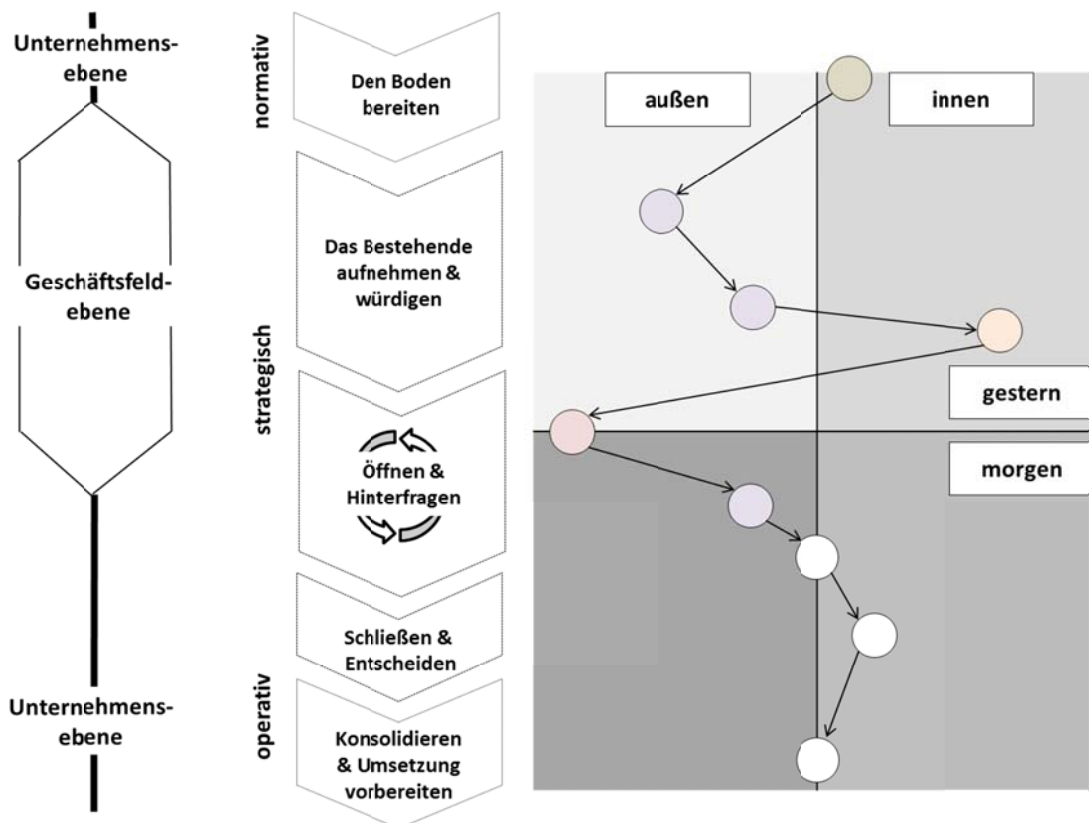 Unternehmens-
ebene
Geschäftsfeld-
ebene
Unternehmens-
ebene
normativ
strategisch
operativ
Den Boden
bereiten
Das Bestehende
aufnehmen &
würdigen
Öffnen &
Hinterfragen
Schließen &
Entscheiden
Konsolidieren
& Umsetzung
vorbereiten
außen
innen
gestern
morgen